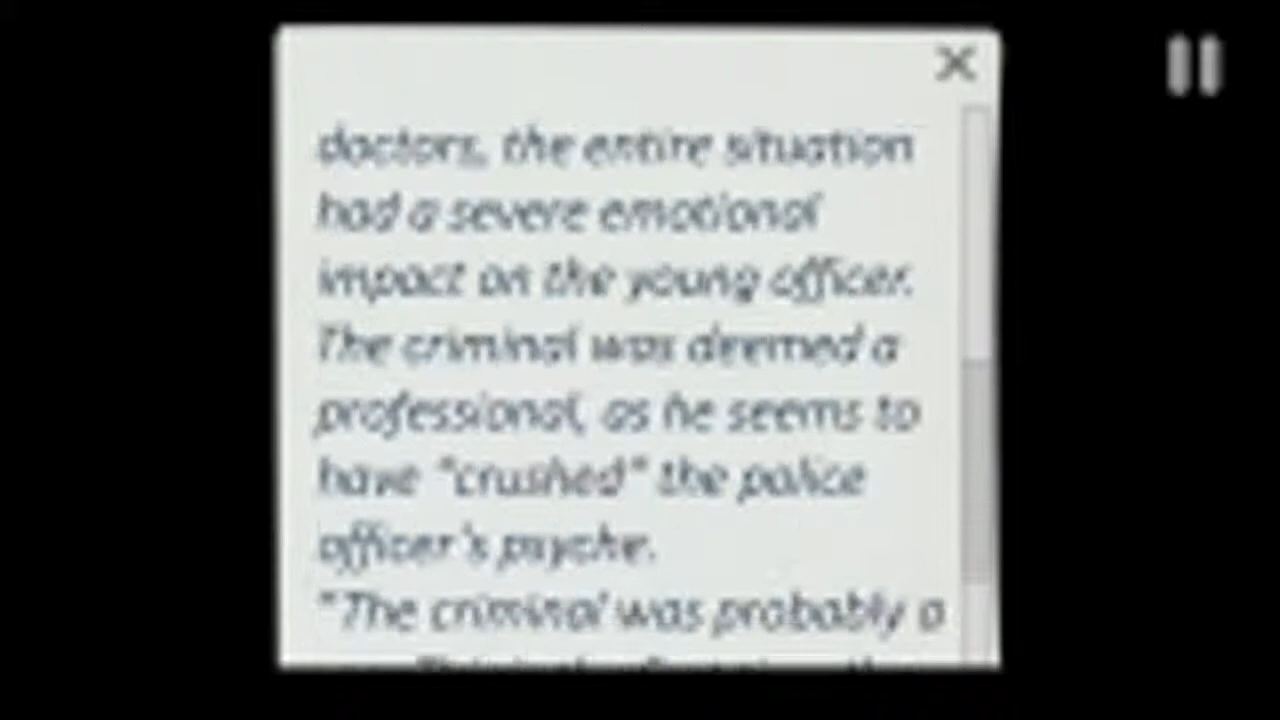 doctors, the entire situation
had a severe emotional
impact on the young officer.
The criminal was deemed a
professional, as he seems to
have "crushed" the police
officer's psyche.
"The criminal was probably a